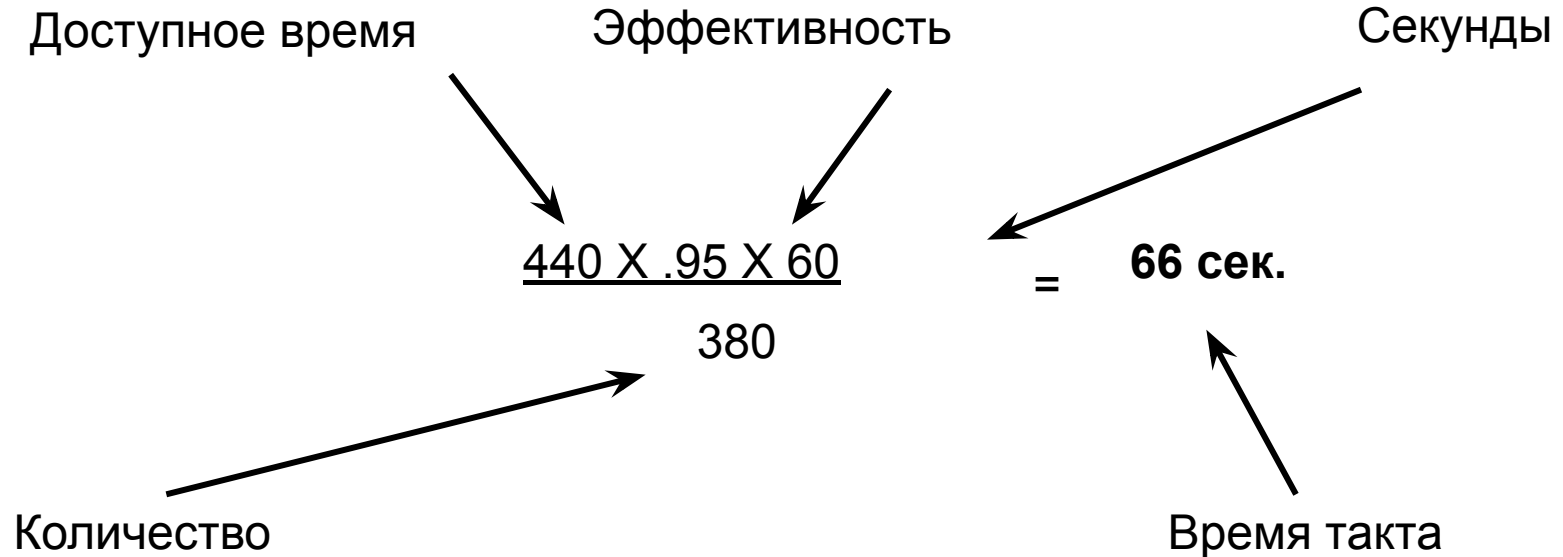 Доступное время
Эффективность
Секунды
440 X .95 X 60
= 66 сек.
380
Количество
Время такта